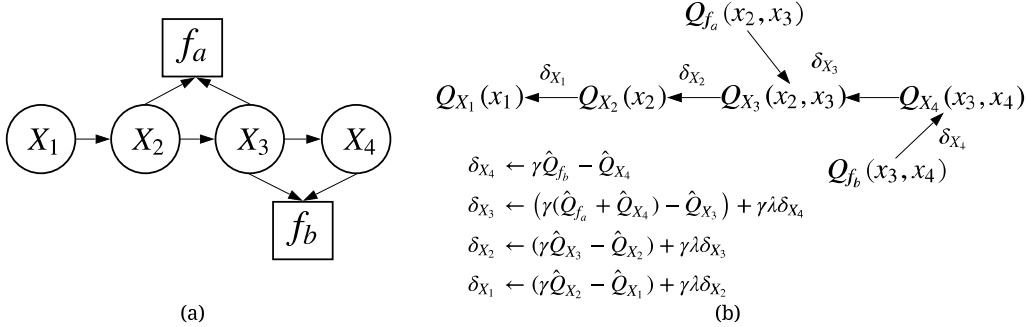 f_a
X_1 X_2 X_3 X_4
f_b
(a)
Q_{f_a}(x_2, x_3)
δ_{X_1} δ_{X_2} δ_{X_3}
Q_{X_1}(x_1) Q_{X_2}(x_2) Q_{X_3}(x_2, x_3) Q_{X_4}(x_3, x_4)
δ_{X_4}
Q_{f_b}(x_3, x_4)
δ_{X_4} ← γQ̂_{f_b} − Q̂_{X_4}
δ_{X_3} ← (γ(Q̂_{f_a} + Q̂_{X_4}) − Q̂_{X_3}) + γλδ_{X_4}
δ_{X_2} ← (γQ̂_{X_3} − Q̂_{X_2}) + γλδ_{X_3}
δ_{X_1} ← (γQ̂_{X_2} − Q̂_{X_1}) + γλδ_{X_2}
(b)